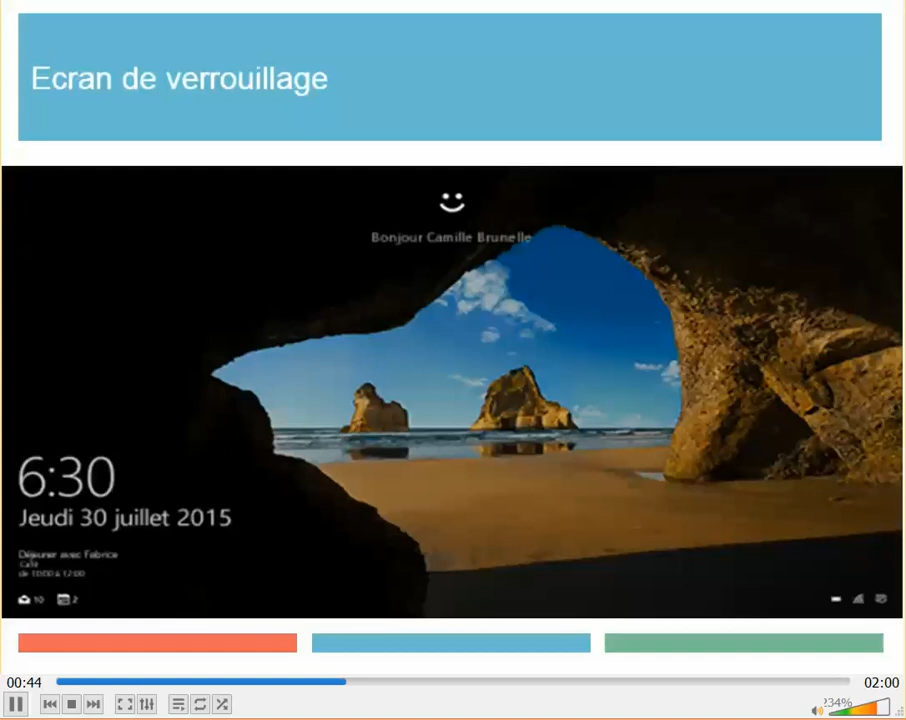 Ecran de verrouillage
Bonjour Camille Brunelle
6:30
Jeudi 30 juillet 2015
Déjeuner avec Fabrice
Café
de 10:00 à 12:00
10 2
00:44 02:00
234%